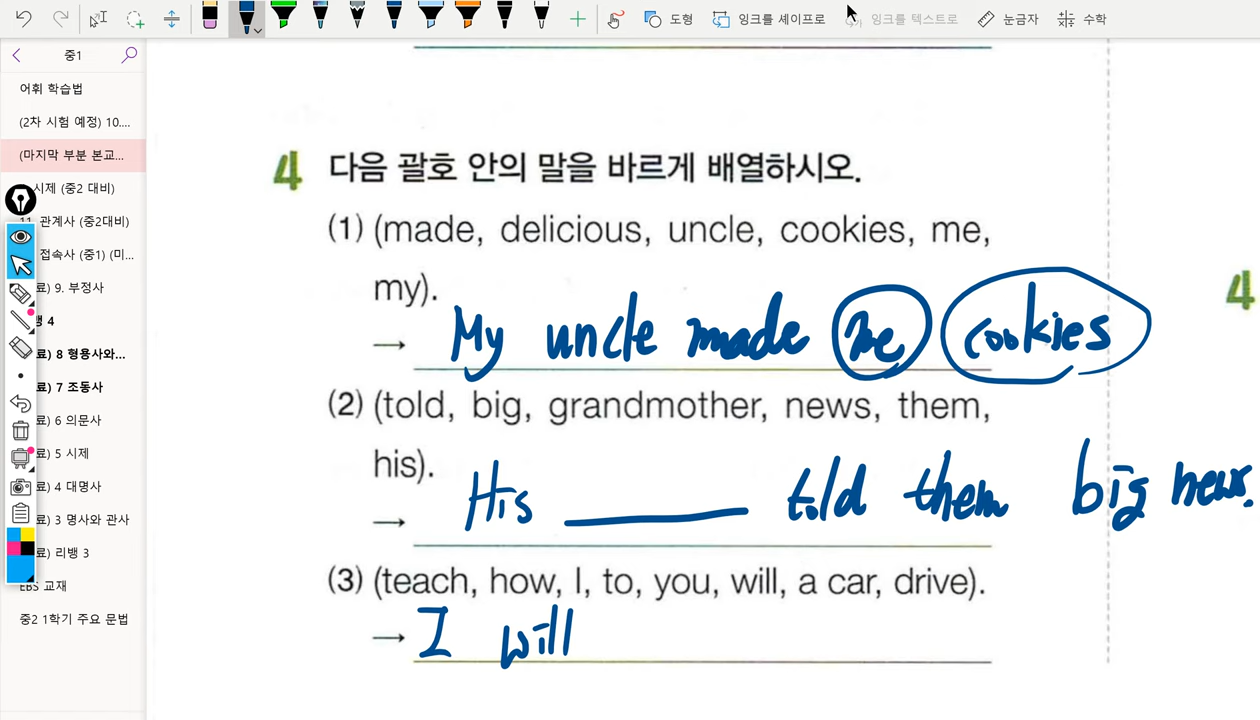 도형
잉크를 셰이프로
잉크를 텍스트로
눈금자
수학
중1
어휘 학습법
(2차 시험 예정) 10....
(마지막 부분 본교...
시제 (중2 대비)
11. 관계사 (중2대비)
접속사 (중1) (미...
료) 9. 부정사
뱅 4
료) 8 형용사와...
료) 7 조동사
료) 6 의문사
료) 5 시제
료) 4 대명사
료) 3 명사와 관사
료) 리뱅 3
EBS 교재
중2 1학기 주요 문법
4 다음 괄호 안의 말을 바르게 배열하시오.
(1) (made, delicious, uncle, cookies, me,
my).
→ My uncle made me cookies
(2) (told, big, grandmother, news, them,
his).
→ His ______ told them big news.
(3) (teach, how, I, to, you, will, a car, drive).
→ I will
4